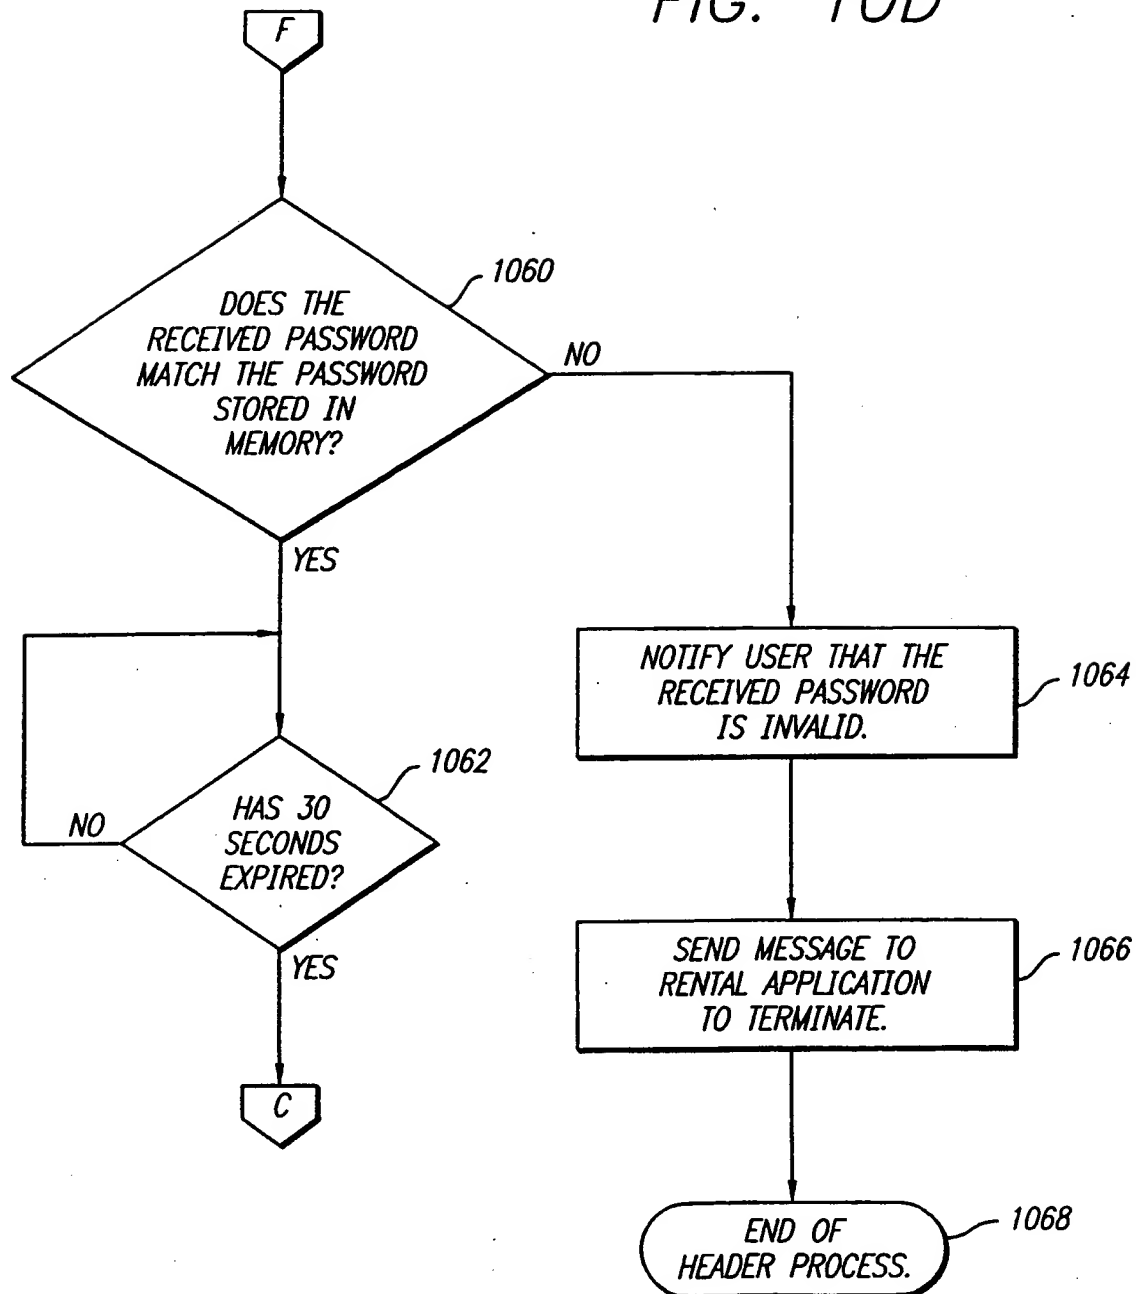 FIG. 10D
F
1060
DOES THE
RECEIVED PASSWORD
MATCH THE PASSWORD
STORED IN
MEMORY?
NO
YES
NOTIFY USER THAT THE
RECEIVED PASSWORD
IS INVALID.
1064
1062
HAS 30
SECONDS
EXPIRED?
NO
YES
SEND MESSAGE TO
RENTAL APPLICATION
TO TERMINATE.
1066
C
END OF
HEADER PROCESS.
1068